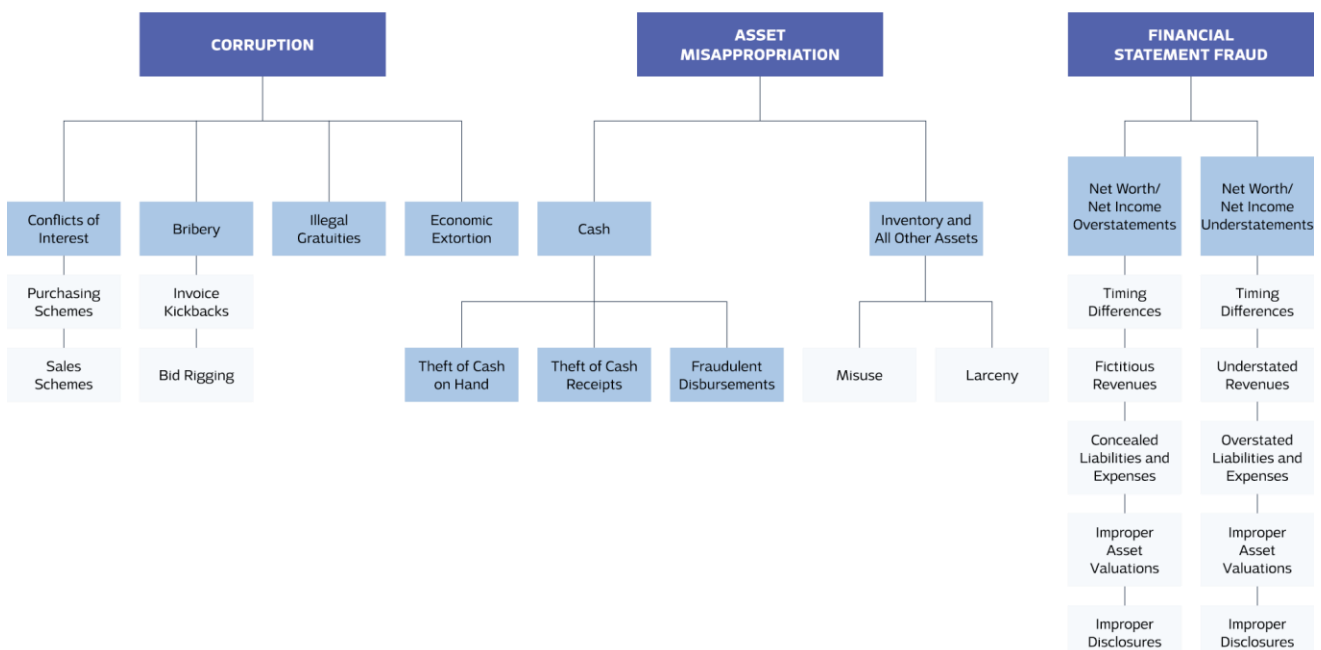 CORRUPTION
ASSET
MISAPPROPRIATION
FINANCIAL
STATEMENT FRAUD
Conflicts of
Interest
Bribery
Illegal
Gratuities
Economic
Extortion
Cash
Inventory and
All Other Assets
Net Worth/
Net Income
Overstatements
Net Worth/
Net Income
Understatements
Purchasing
Schemes
Invoice
Kickbacks
Timing
Differences
Timing
Differences
Sales
Schemes
Bid Rigging
Theft of Cash
on Hand
Theft of Cash
Receipts
Fraudulent
Disbursements
Misuse
Larceny
Fictitious
Revenues
Understated
Revenues
Concealed
Liabilities and
Expenses
Overstated
Liabilities and
Expenses
Improper
Asset
Valuations
Improper
Asset
Valuations
Improper
Disclosures
Improper
Disclosures